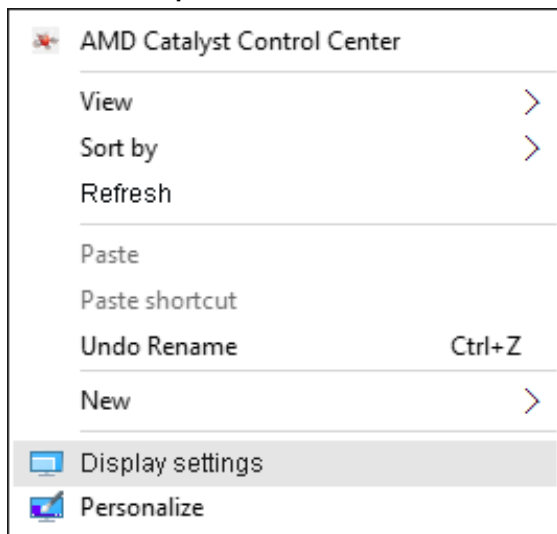 AMD Catalyst Control Center
View
Sort by
Refresh
Paste
Paste shortcut
Undo Rename Ctrl+Z
New
Display settings
Personalize